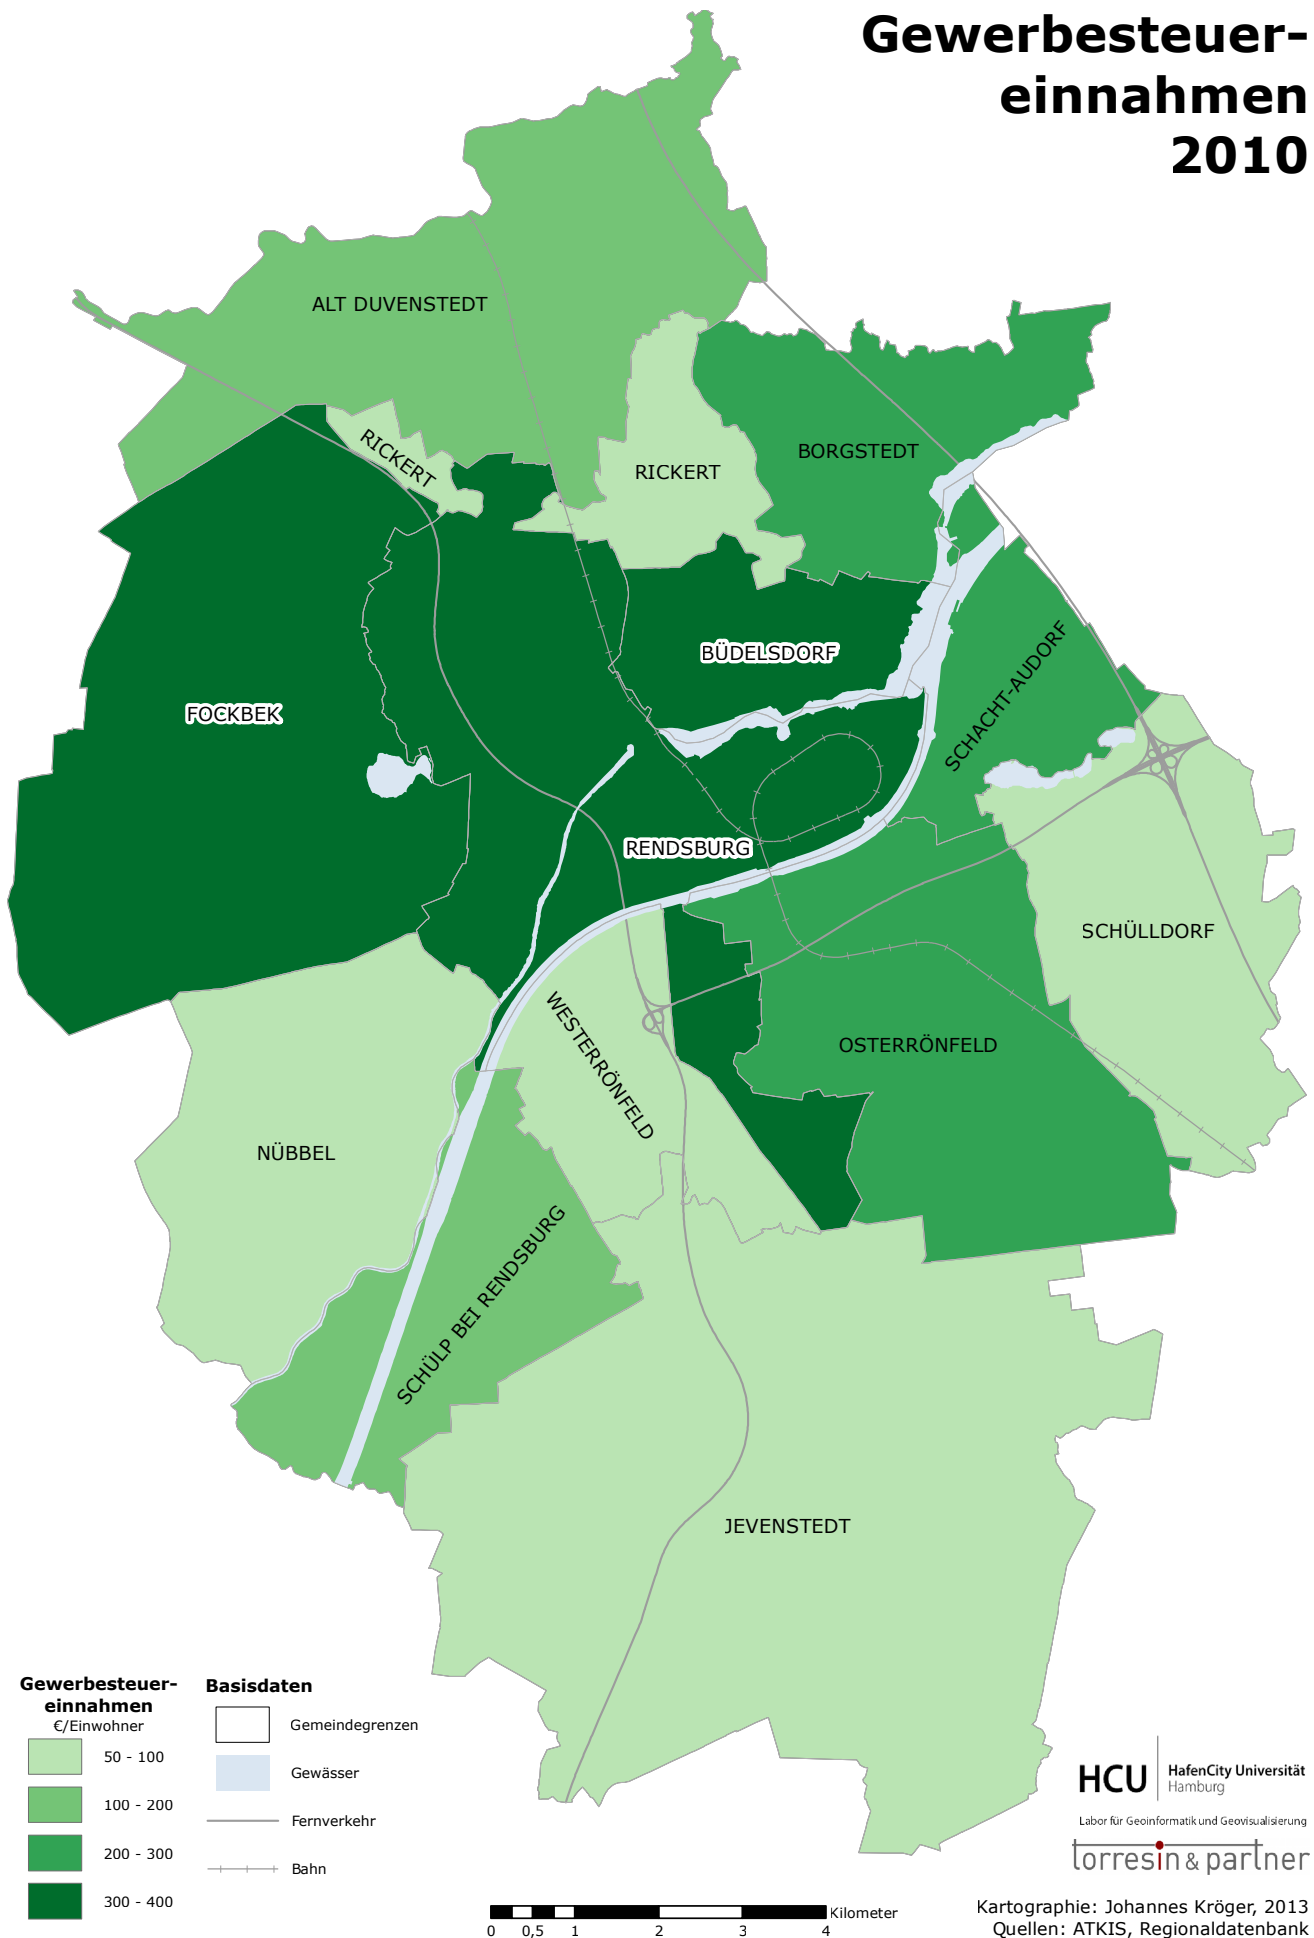 Gewerbesteuer-
einnahmen
2010
ALT DUVENSTEDT
RICKERT
RICKERT
BORGSTEDT
BÜDELSDORF
SCHACHT-AUDORF
FOCKBEK
RENDSBURG
SCHÜLLDORF
WESTERRÖNFELD
OSTERRÖNFELD
NÜBBEL
SCHÜLP BEI RENDSBURG
JEVENSTEDT
Gewerbesteuer-
einnahmen
€/Einwohner
50 - 100
100 - 200
200 - 300
300 - 400
Basisdaten
Gemeindegrenzen
Gewässer
Fernverkehr
Bahn
Kilometer
0 0,5 1 2 3 4
HCU
HafenCity Universität
Hamburg
Labor für Geoinformatik und Geovisualisierung
torresin & partner
Kartographie: Johannes Kröger, 2013
Quellen: ATKIS, Regionaldatenbank